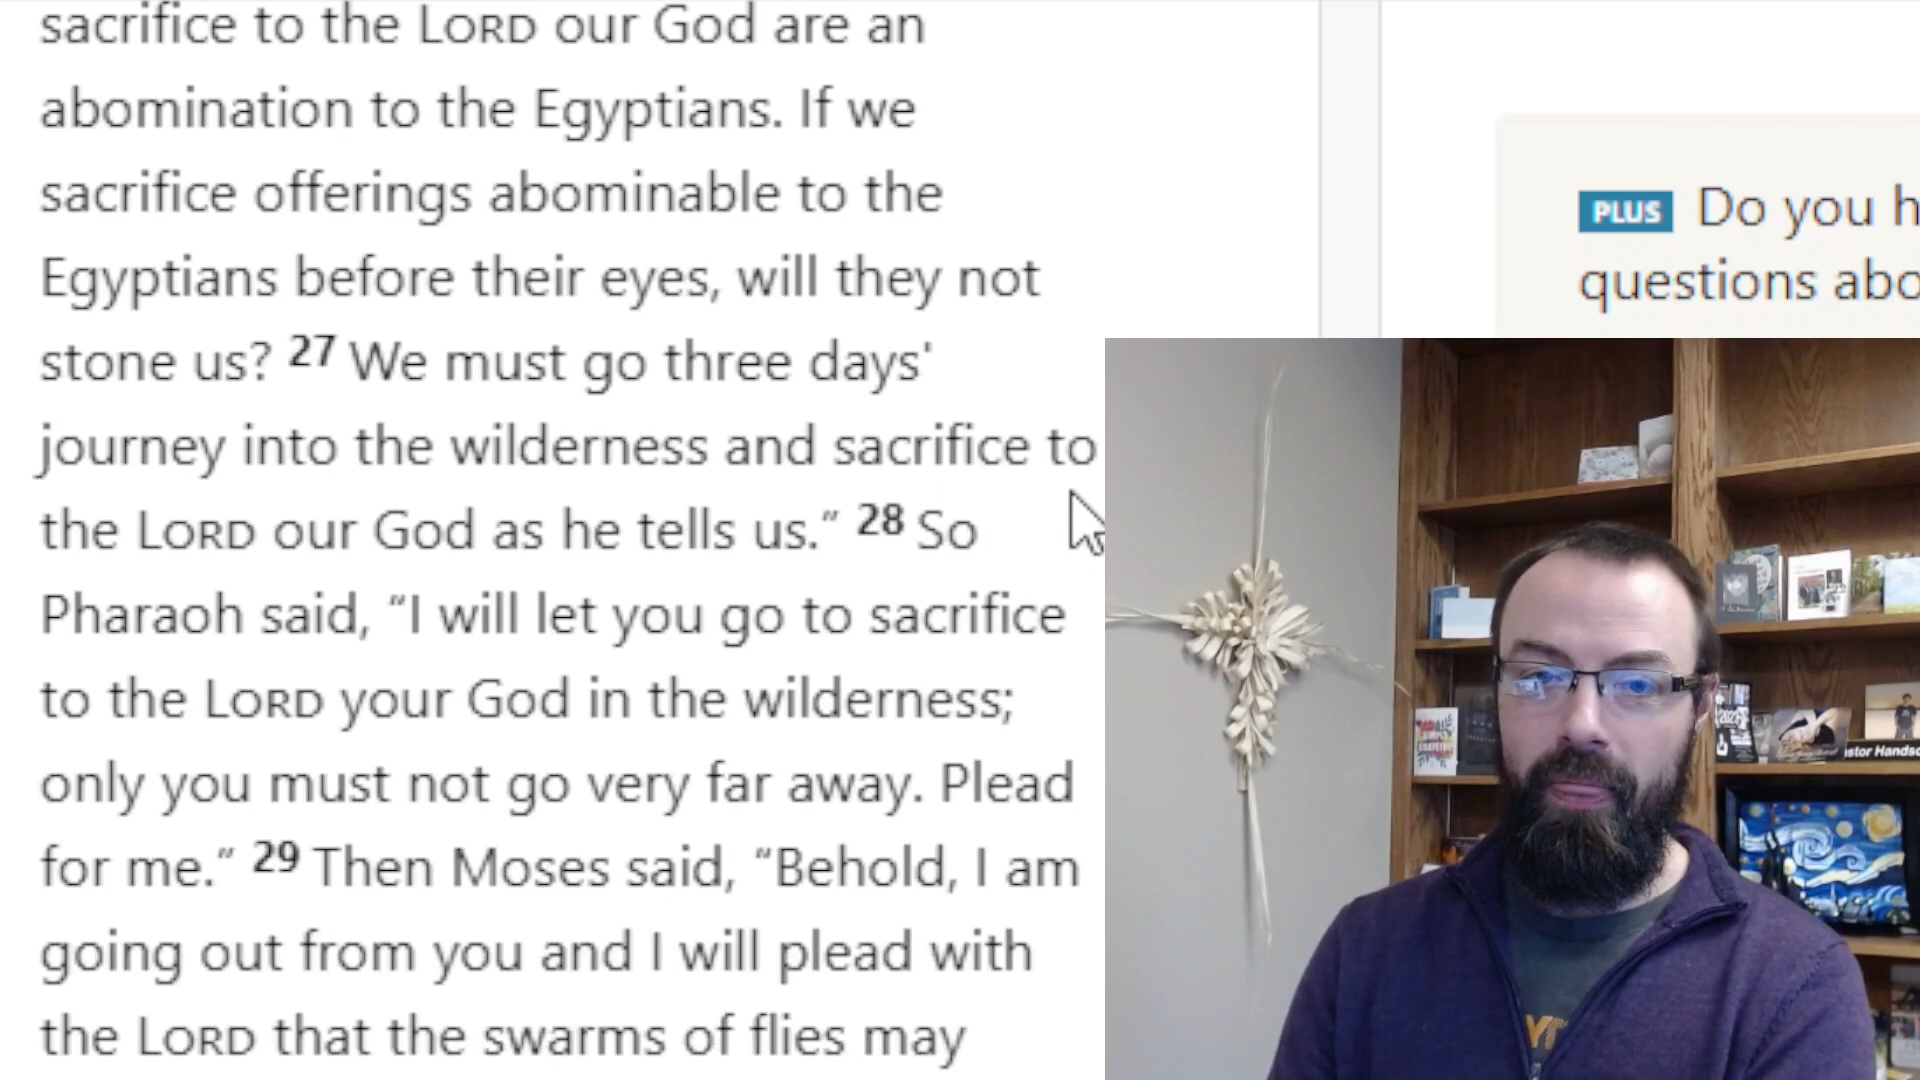 sacrifice to the LORD our God are an
abomination to the Egyptians. If we
sacrifice offerings abominable to the
Egyptians before their eyes, will they not
stone us? 27 We must go three days'
journey into the wilderness and sacrifice to
the LORD our God as he tells us.” 28 So
Pharaoh said, “I will let you go to sacrifice
to the LORD your God in the wilderness;
only you must not go very far away. Plead
for me.” 29 Then Moses said, “Behold, I am
going out from you and I will plead with
the LORD that the swarms of flies may
PLUS Do you h
questions abo
2023
stor Handso